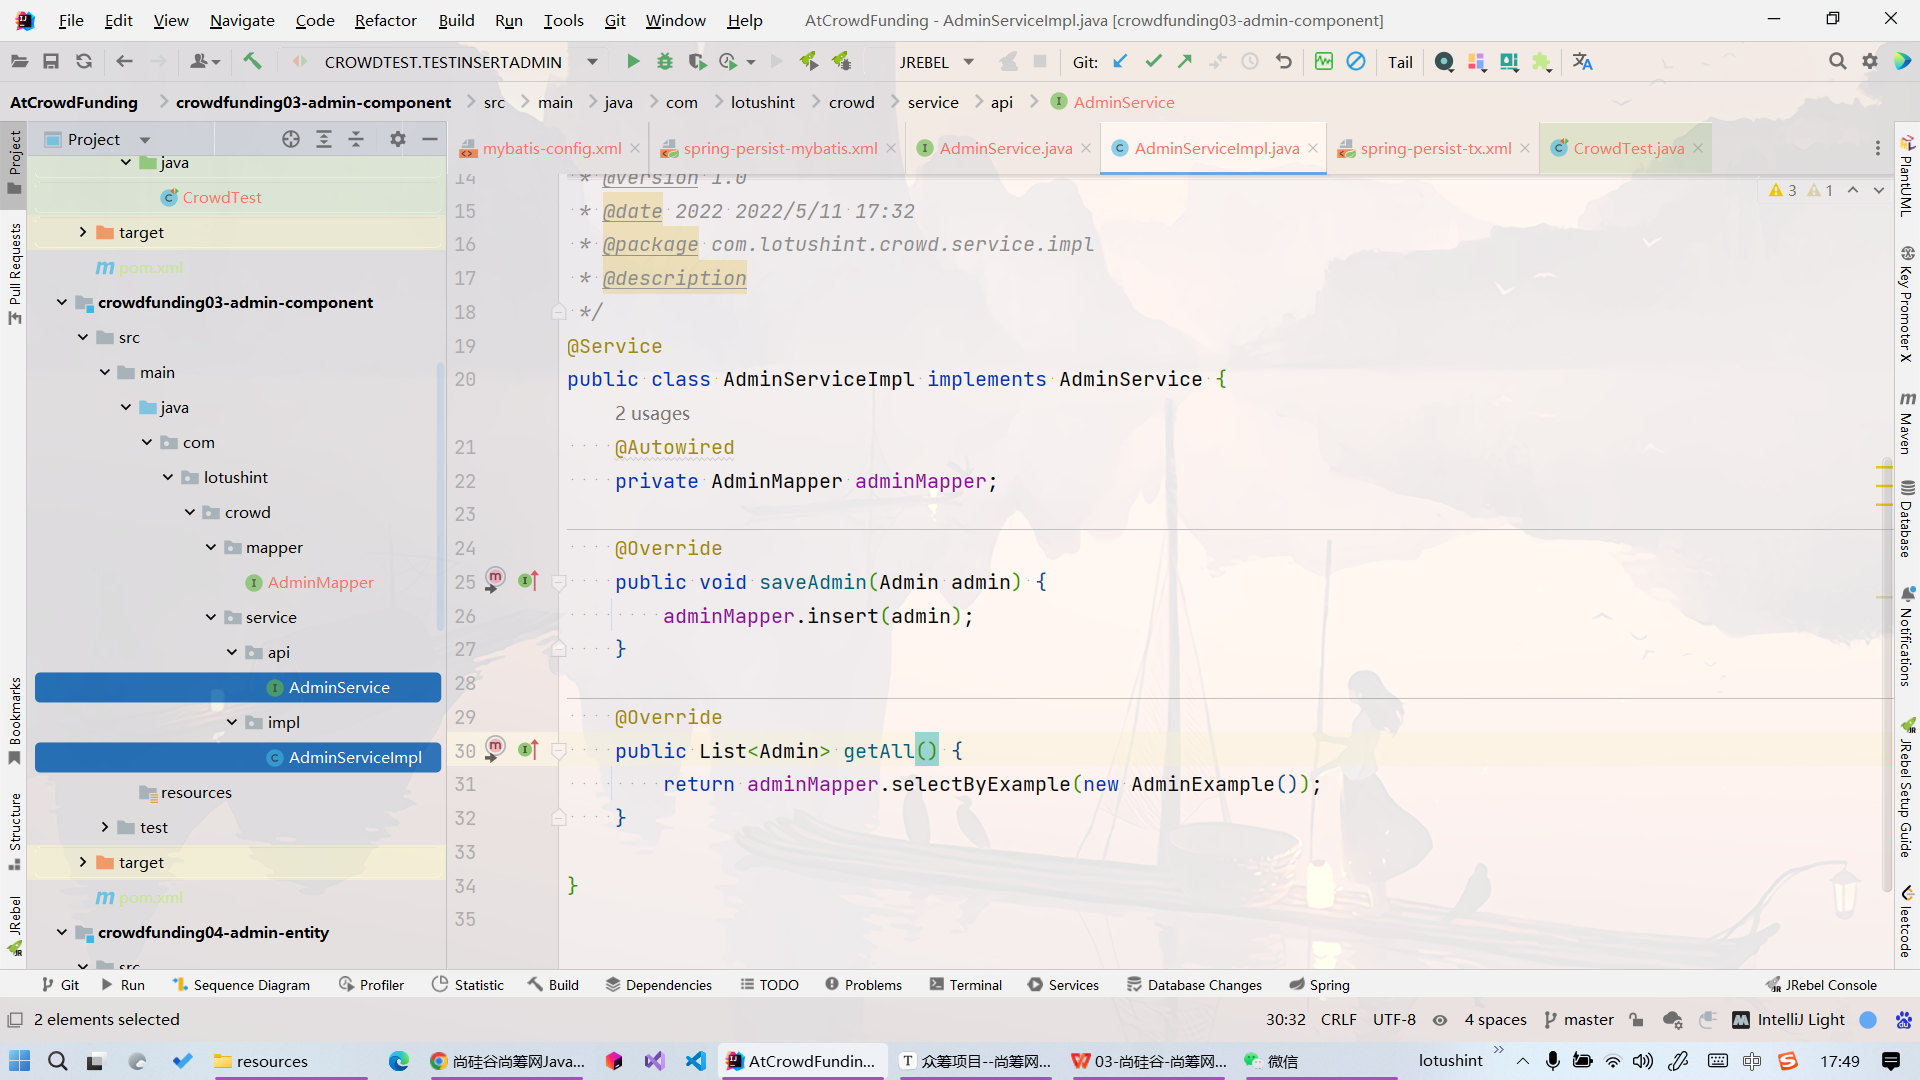 File Edit View Navigate Code Refactor Build Run Tools Git Window Help AtCrowdFunding - AdminServiceImpl.java [crowdfunding03-admin-component]
CROWDTEST.TESTINSERTADMIN JREBEL Git: Tail
AtCrowdFunding crowdfunding03-admin-component src main java com lotushint crowd service api AdminService
Project
mybatis-config.xml spring-persist-mybatis.xml AdminService.java AdminServiceImpl.java spring-persist-tx.xml CrowdTest.java
Project
Pull Requests
Bookmarks
Structure
JRebel
java
CrowdTest
target
pom.xml
crowdfunding03-admin-component
src
main
java
com
lotushint
crowd
mapper
AdminMapper
service
api
AdminService
impl
AdminServiceImpl
resources
test
target
pom.xml
crowdfunding04-admin-entity
src
3 1
14 * @version 1.0
15 * @date 2022 2022/5/11 17:32
16 * @package com.lotushint.crowd.service.impl
17 * @description
18 */
19 @Service
20 public class AdminServiceImpl implements AdminService {
2 usages
21 @Autowired
22 private AdminMapper adminMapper;
23
24 @Override
25 public void saveAdmin(Admin admin) {
26 adminMapper.insert(admin);
27 }
28
29 @Override
30 public List<Admin> getAll() {
31 return adminMapper.selectByExample(new AdminExample());
32 }
33
34 }
35
PlantUML
Key Promoter X
Maven
Database
Notifications
JRebel Setup Guide
leetcode
Git Run Sequence Diagram Profiler Statistic Build Dependencies TODO Problems Terminal Services Database Changes Spring JRebel Console
2 elements selected 30:32 CRLF UTF-8 4 spaces master IntelliJ Light
resources 尚硅谷尚筹网Java... AtCrowdFundin... 众筹项目--尚筹网... 03-尚硅谷-尚筹网... 微信 lotushint 中 17:49